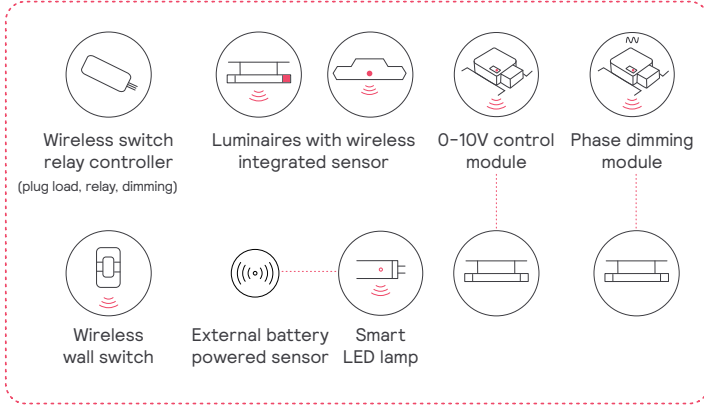 Wireless switch
relay controller
(plug load, relay, dimming)
Luminaires with wireless
integrated sensor
0-10V control
module
Phase dimming
module
Wireless
wall switch
External battery
powered sensor
Smart
LED lamp